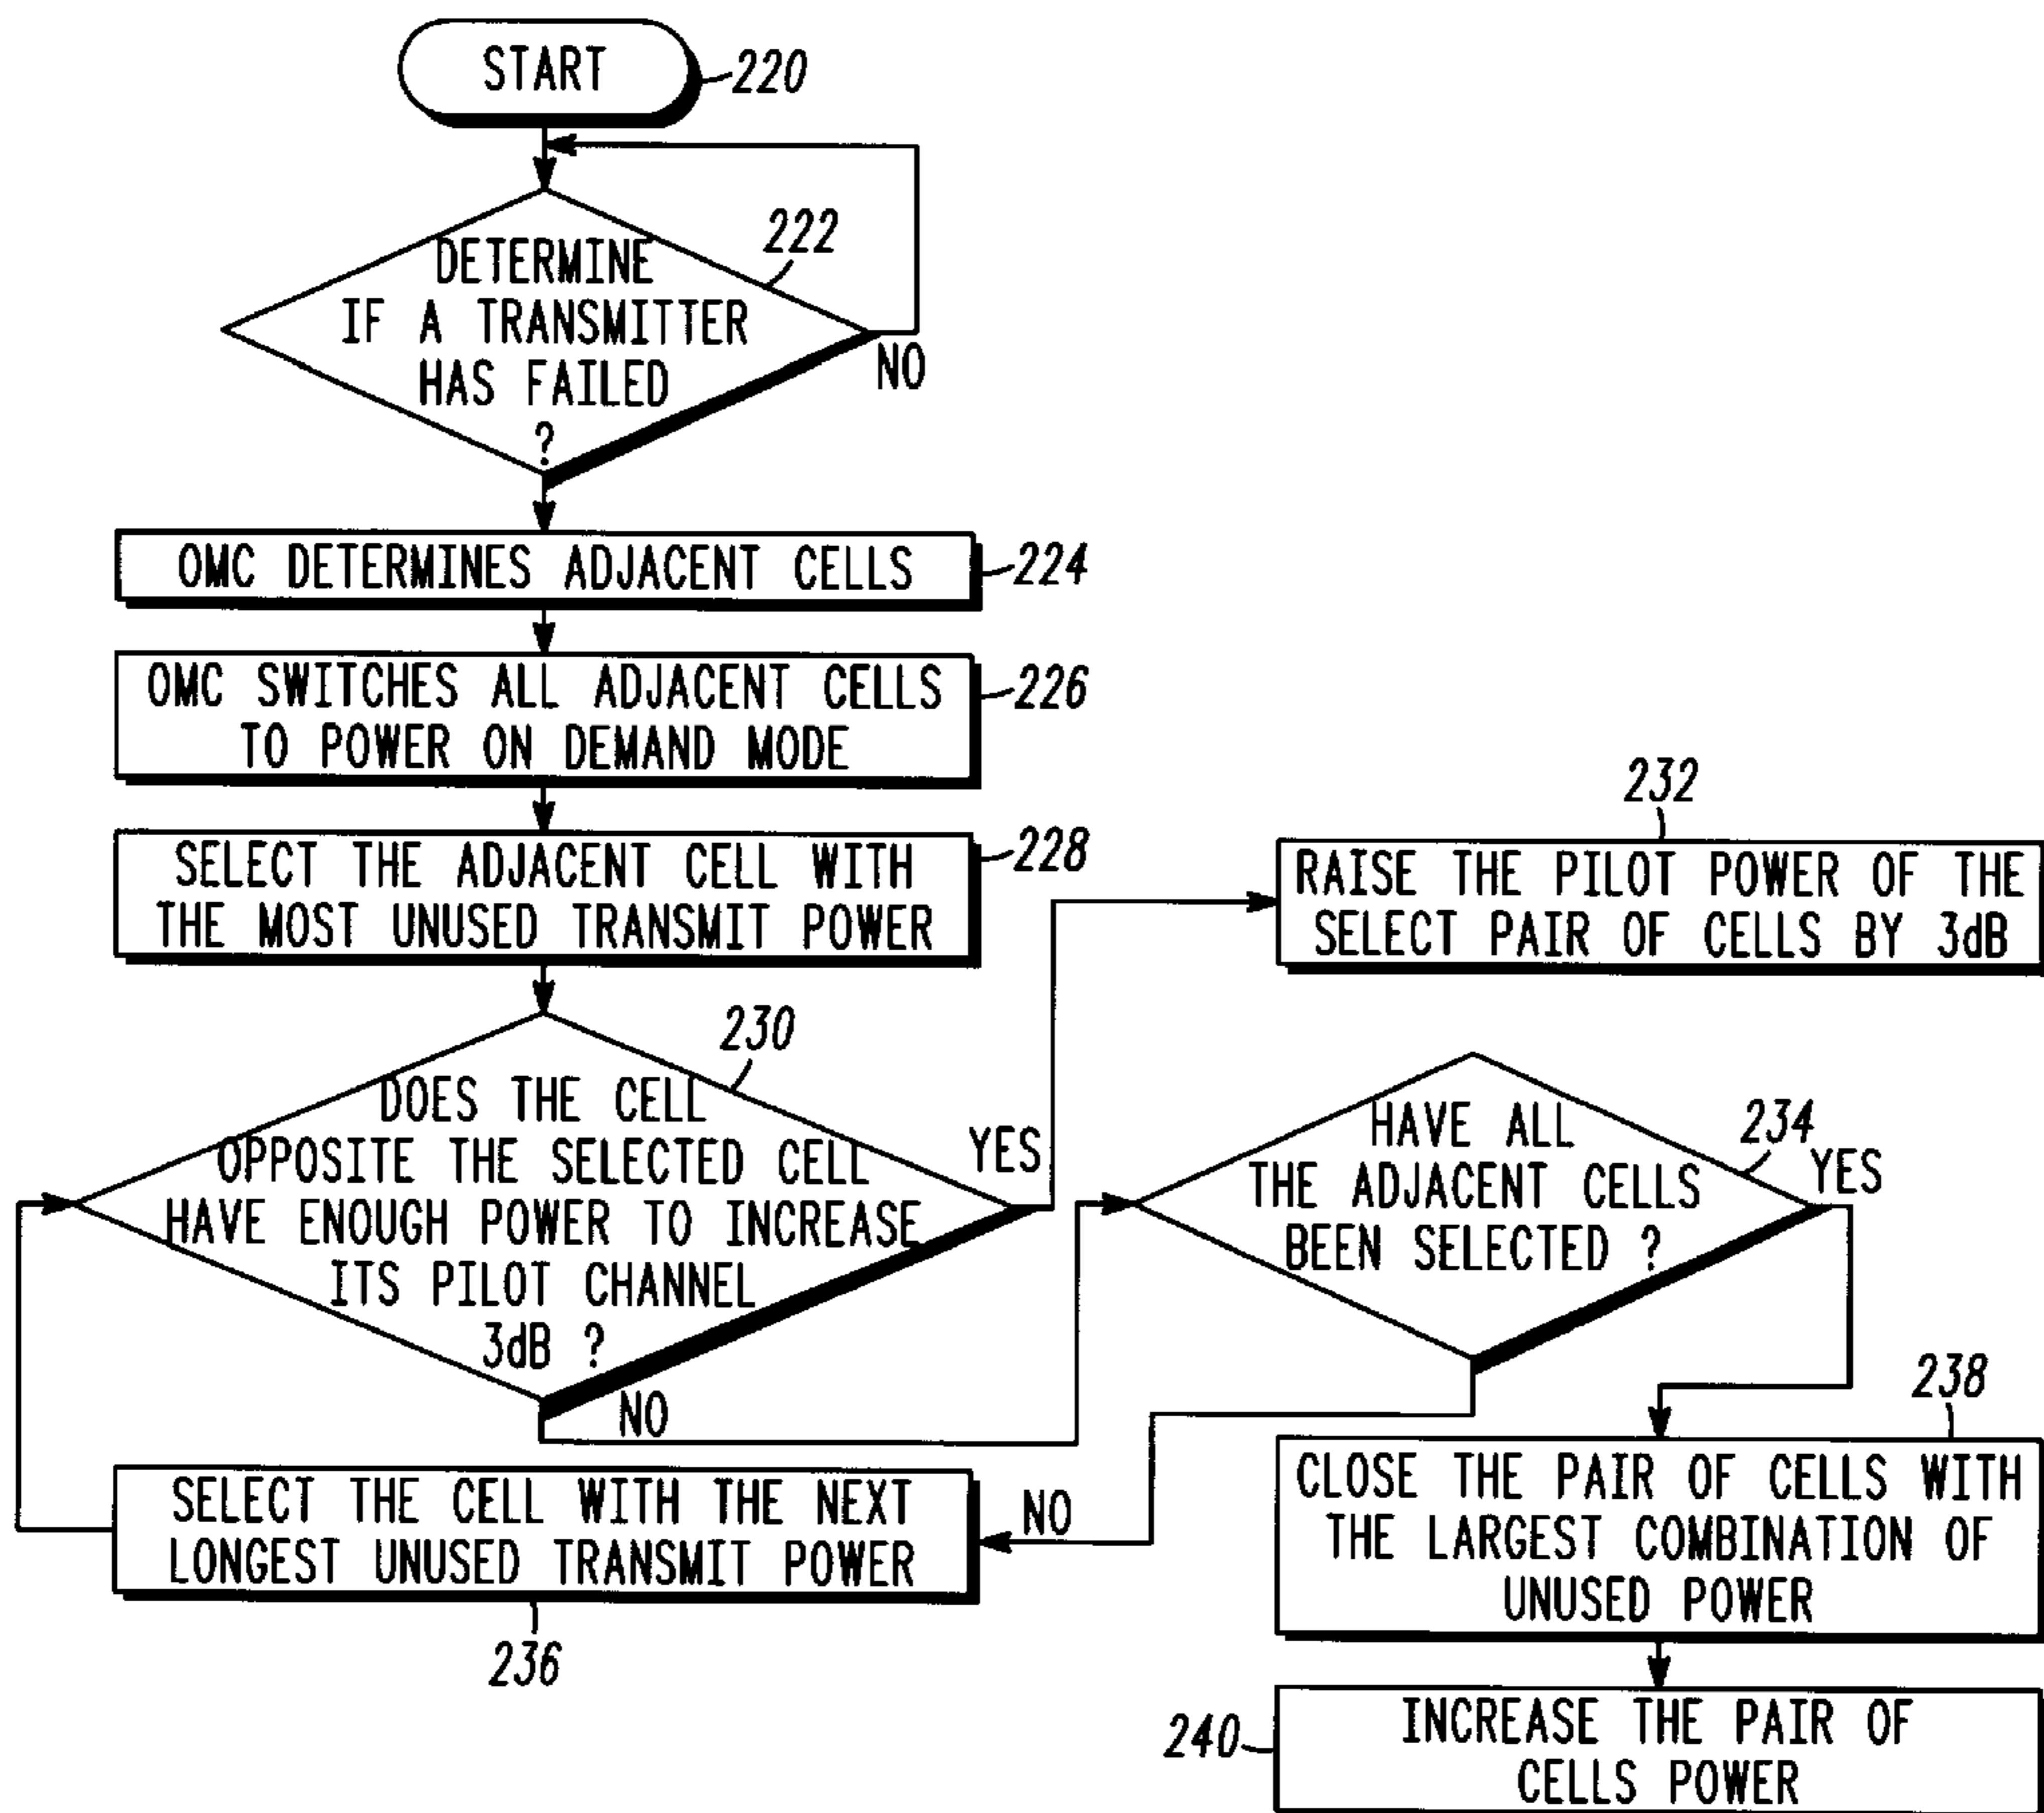 START
220
222
DETERMINE
IF A TRANSMITTER
HAS FAILED
?
NO
OMC DETERMINES ADJACENT CELLS
224
OMC SWITCHES ALL ADJACENT CELLS
TO POWER ON DEMAND MODE
226
SELECT THE ADJACENT CELL WITH
THE MOST UNUSED TRANSMIT POWER
228
230
DOES THE CELL
OPPOSITE THE SELECTED CELL
HAVE ENOUGH POWER TO INCREASE
ITS PILOT CHANNEL
3dB ?
YES
NO
232
RAISE THE PILOT POWER OF THE
SELECT PAIR OF CELLS BY 3dB
234
HAVE ALL
THE ADJACENT CELLS
BEEN SELECTED ?
YES
NO
SELECT THE CELL WITH THE NEXT
LONGEST UNUSED TRANSMIT POWER
236
238
CLOSE THE PAIR OF CELLS WITH
THE LARGEST COMBINATION OF
UNUSED POWER
240
INCREASE THE PAIR OF
CELLS POWER